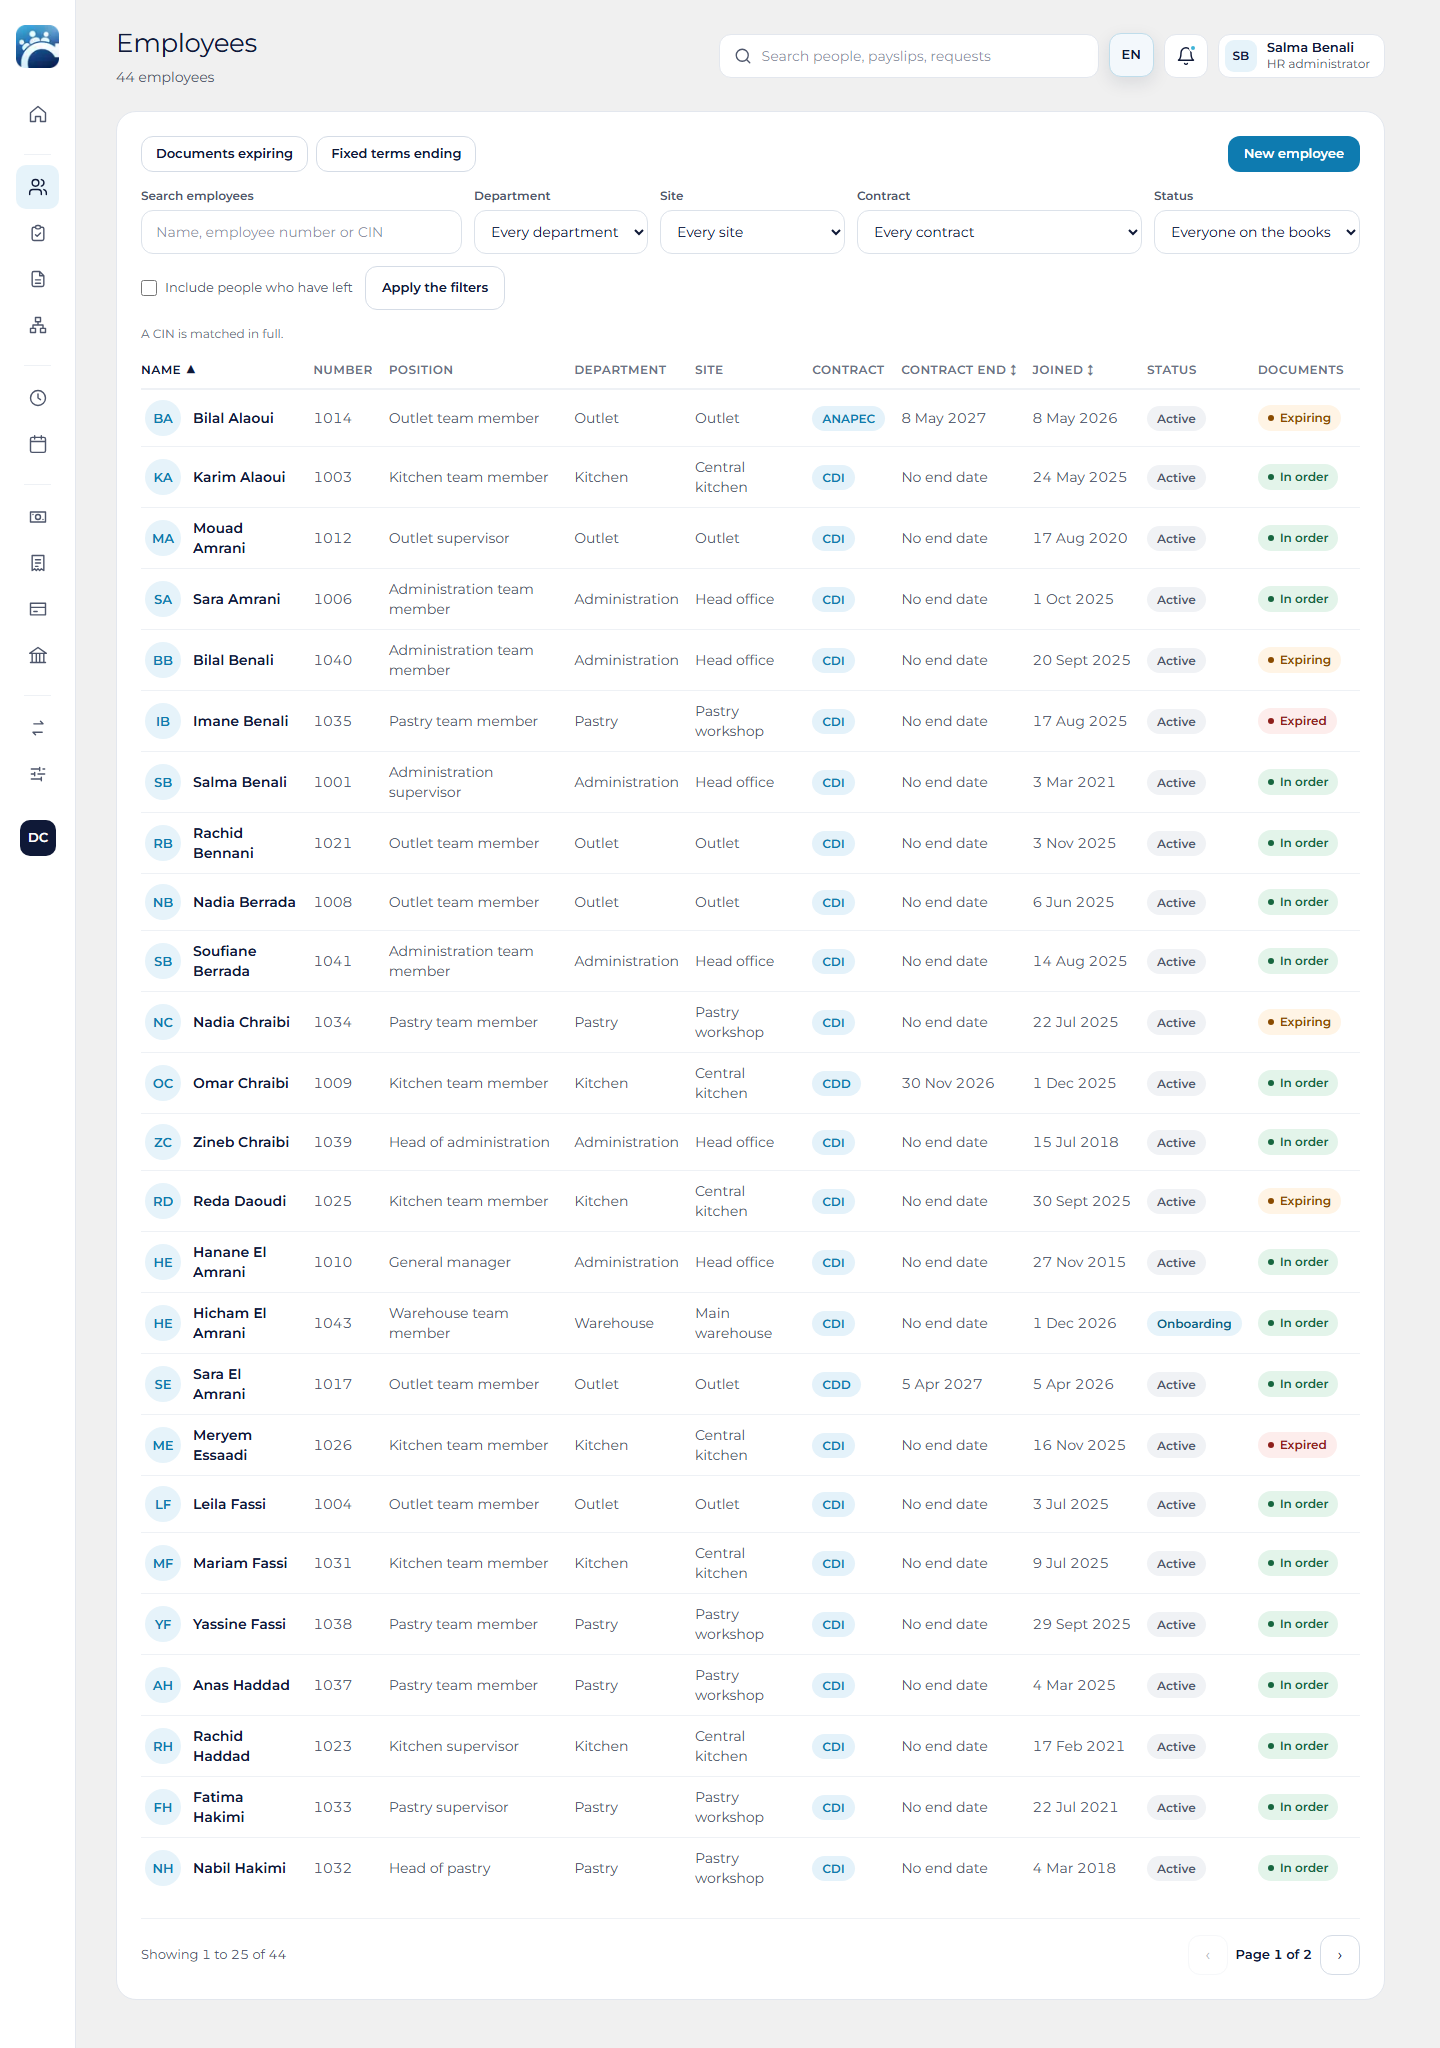 Employees
44 employees
Search people, payslips, requests
EN
SB
Salma Benali
HR administrator
Documents expiring
Fixed terms ending
New employee
Search employees
Department
Site
Contract
Status
Name, employee number or CIN
Every department
Every site
Every contract
Everyone on the books
Include people who have left
Apply the filters
A CIN is matched in full.
NAME ▲ NUMBER POSITION DEPARTMENT SITE CONTRACT CONTRACT END ↕ JOINED ↕ STATUS DOCUMENTS
BA Bilal Alaoui 1014 Outlet team member Outlet Outlet ANAPEC 8 May 2027 8 May 2026 Active Expiring
KA Karim Alaoui 1003 Kitchen team member Kitchen Central kitchen CDI No end date 24 May 2025 Active In order
MA Mouad Amrani 1012 Outlet supervisor Outlet Outlet CDI No end date 17 Aug 2020 Active In order
SA Sara Amrani 1006 Administration team member Administration Head office CDI No end date 1 Oct 2025 Active In order
BB Bilal Benali 1040 Administration team member Administration Head office CDI No end date 20 Sept 2025 Active Expiring
IB Imane Benali 1035 Pastry team member Pastry Pastry workshop CDI No end date 17 Aug 2025 Active Expired
SB Salma Benali 1001 Administration supervisor Administration Head office CDI No end date 3 Mar 2021 Active In order
RB Rachid Bennani 1021 Outlet team member Outlet Outlet CDI No end date 3 Nov 2025 Active In order
NB Nadia Berrada 1008 Outlet team member Outlet Outlet CDI No end date 6 Jun 2025 Active In order
SB Soufiane Berrada 1041 Administration team member Administration Head office CDI No end date 14 Aug 2025 Active In order
NC Nadia Chraibi 1034 Pastry team member Pastry Pastry workshop CDI No end date 22 Jul 2025 Active Expiring
OC Omar Chraibi 1009 Kitchen team member Kitchen Central kitchen CDD 30 Nov 2026 1 Dec 2025 Active In order
ZC Zineb Chraibi 1039 Head of administration Administration Head office CDI No end date 15 Jul 2018 Active In order
RD Reda Daoudi 1025 Kitchen team member Kitchen Central kitchen CDI No end date 30 Sept 2025 Active Expiring
HE Hanane El Amrani 1010 General manager Administration Head office CDI No end date 27 Nov 2015 Active In order
HE Hicham El Amrani 1043 Warehouse team member Warehouse Main warehouse CDI No end date 1 Dec 2026 Onboarding In order
SE Sara El Amrani 1017 Outlet team member Outlet Outlet CDD 5 Apr 2027 5 Apr 2026 Active In order
ME Meryem Essaadi 1026 Kitchen team member Kitchen Central kitchen CDI No end date 16 Nov 2025 Active Expired
LF Leila Fassi 1004 Outlet team member Outlet Outlet CDI No end date 3 Jul 2025 Active In order
MF Mariam Fassi 1031 Kitchen team member Kitchen Central kitchen CDI No end date 9 Jul 2025 Active In order
YF Yassine Fassi 1038 Pastry team member Pastry Pastry workshop CDI No end date 29 Sept 2025 Active In order
AH Anas Haddad 1037 Pastry team member Pastry Pastry workshop CDI No end date 4 Mar 2025 Active In order
RH Rachid Haddad 1023 Kitchen supervisor Kitchen Central kitchen CDI No end date 17 Feb 2021 Active In order
FH Fatima Hakimi 1033 Pastry supervisor Pastry Pastry workshop CDI No end date 22 Jul 2021 Active In order
NH Nabil Hakimi 1032 Head of pastry Pastry Pastry workshop CDI No end date 4 Mar 2018 Active In order
Showing 1 to 25 of 44
‹ Page 1 of 2 ›
DC